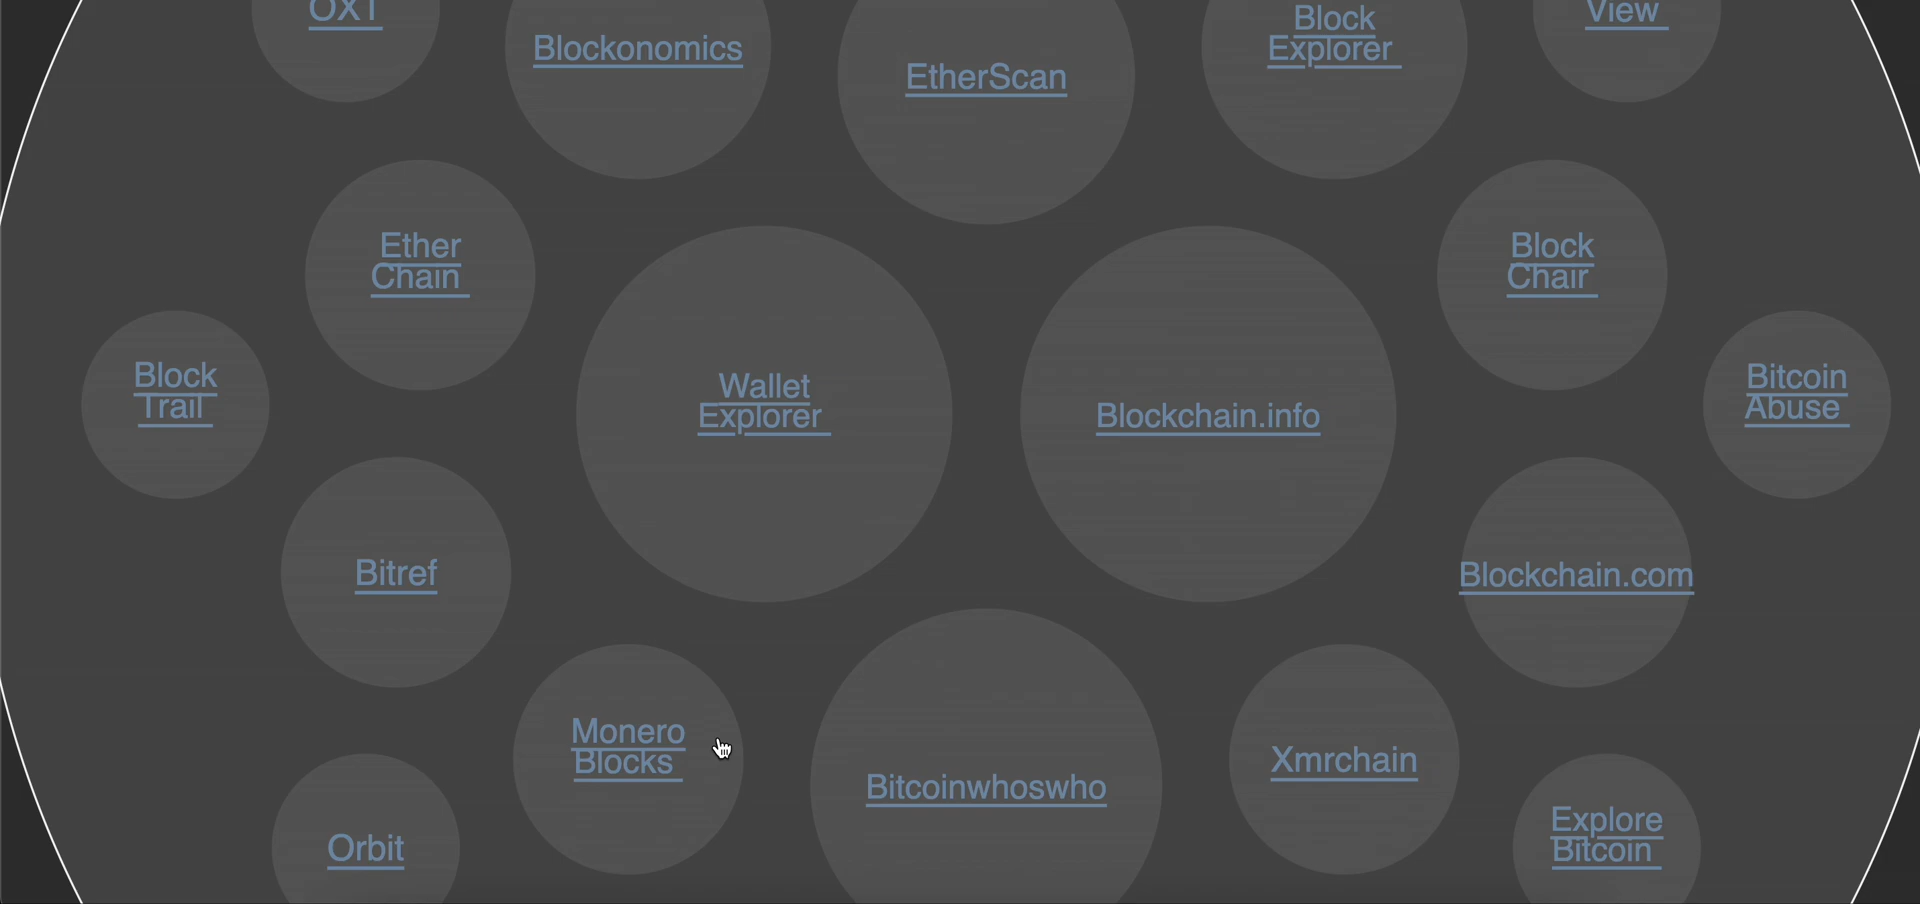 OXT
Blockonomics
EtherScan
Block
Explorer
View
Ether
Chain
Block
Chair
Block
Trail
Wallet
Explorer
Blockchain.info
Bitcoin
Abuse
Bitref
Blockchain.com
Monero
Blocks
Bitcoinwhoswho
Xmrchain
Orbit
Explore
Bitcoin